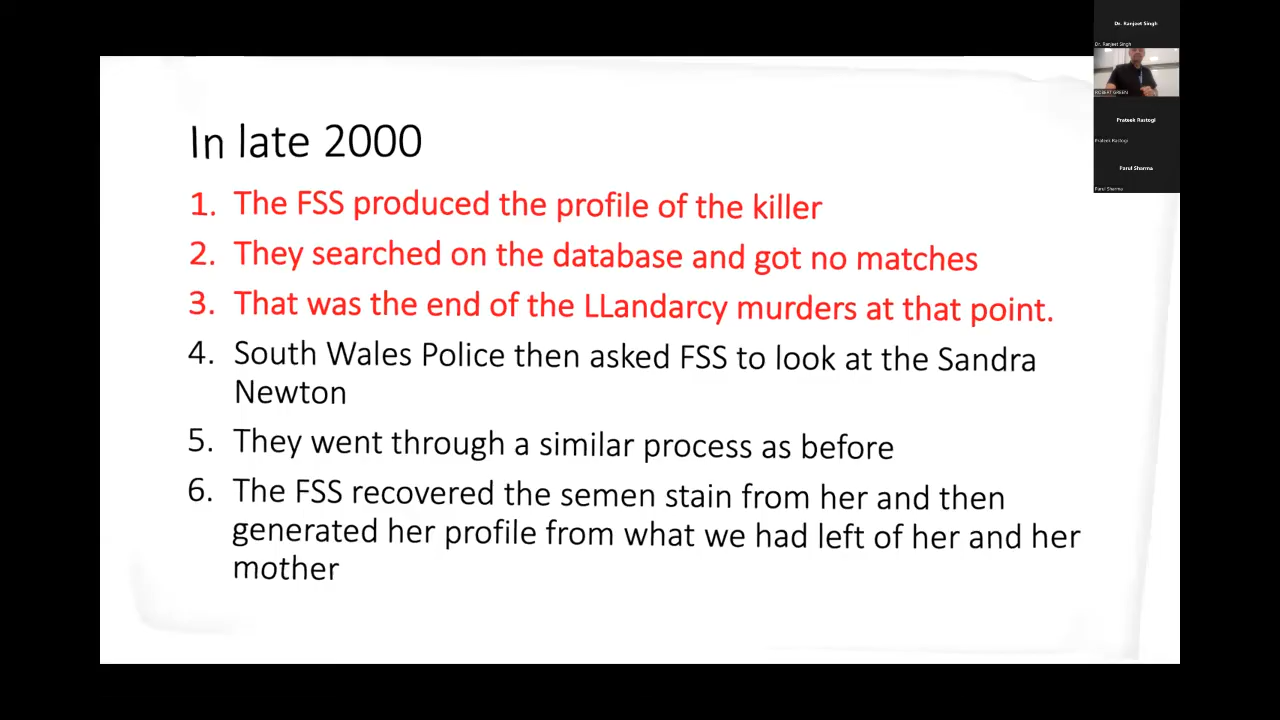 In late 2000
1. The FSS produced the profile of the killer
2. They searched on the database and got no matches
3. That was the end of the LLandarcy murders at that point.
4. South Wales Police then asked FSS to look at the Sandra
Newton
5. They went through a similar process as before
6. The FSS recovered the semen stain from her and then
generated her profile from what we had left of her and her
mother
Dr. Ranjeet Singh
Dr. Ranjeet Singh
ROBERT GREEN
Prateek Rastogi
Prateek Rastogi
Parul Sharma
Parul Sharma